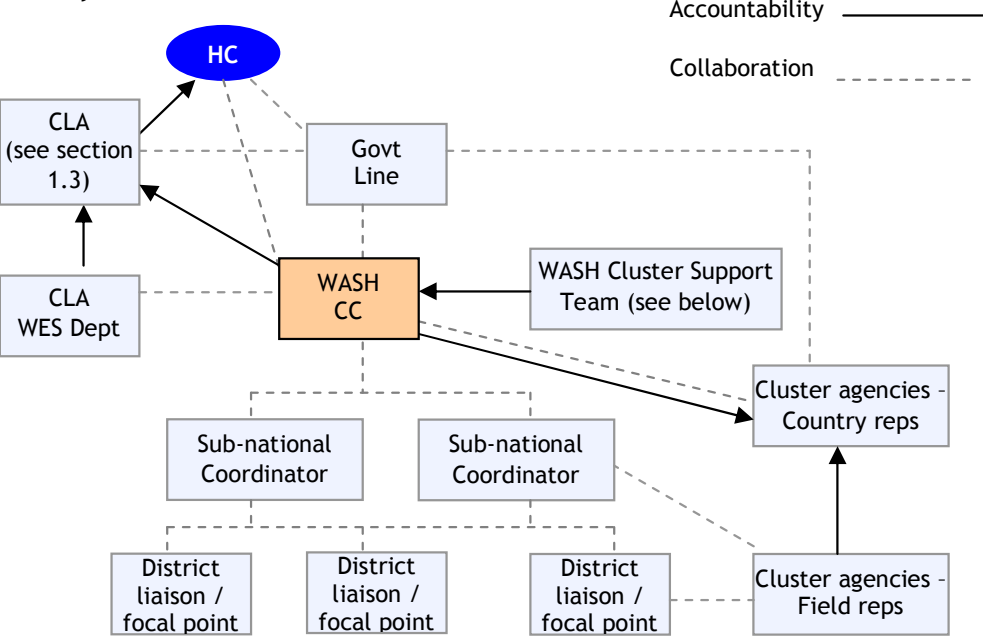 Accountability
HC
Collaboration
CLA
(see section
1.3)
Govt
Line
WASH
CC
WASH Cluster Support
Team (see below)
CLA
WES Dept
Cluster agencies –
Country reps
Sub-national
Coordinator
Sub-national
Coordinator
District
liaison /
focal point
District
liaison /
focal point
District
liaison /
focal point
Cluster agencies –
Field reps